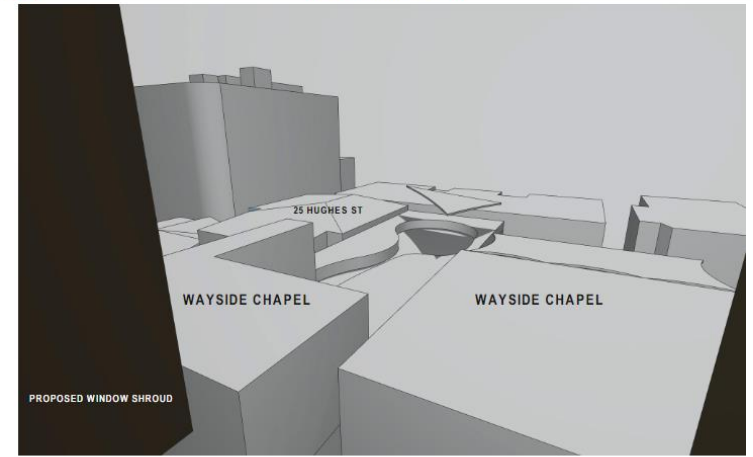 25 HUGHES ST
WAYSIDE CHAPEL
WAYSIDE CHAPEL
PROPOSED WINDOW SHROUD